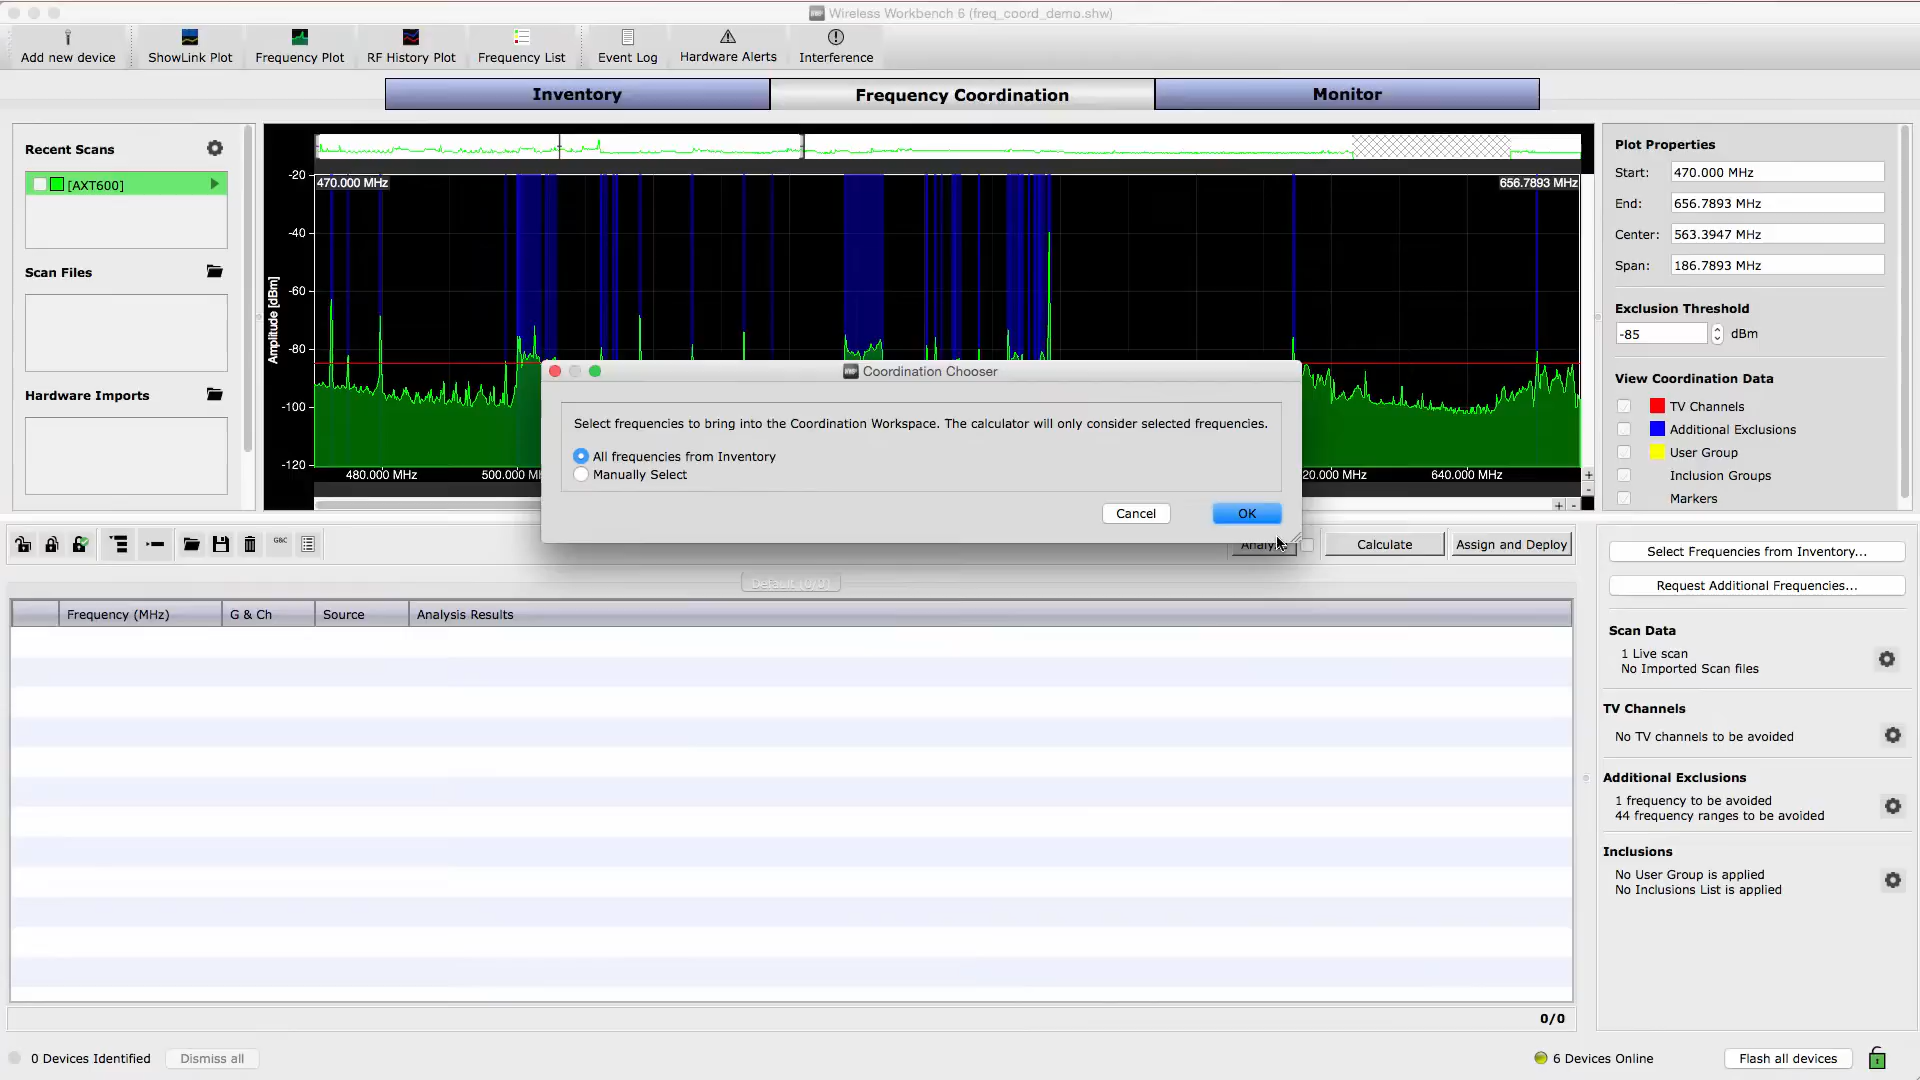 Wireless Workbench 6 (freq_coord_demo.shw)
Add new device
ShowLink Plot
Frequency Plot
RF History Plot
Frequency List
Event Log
Hardware Alerts
Interference
Inventory
Frequency Coordination
Monitor
Recent Scans
[AXT600]
Scan Files
Hardware Imports
Amplitude [dBm]
-20
-40
-60
-80
-100
-120
470.000 MHz
656.7893 MHz
480.000 MHz
500.000 M
20.000 MHz
640.000 MHz
Plot Properties
Start: 470.000 MHz
End: 656.7893 MHz
Center: 563.3947 MHz
Span: 186.7893 MHz
Exclusion Threshold
-85 dBm
View Coordination Data
TV Channels
Additional Exclusions
User Group
Inclusion Groups
Markers
Coordination Chooser
Select frequencies to bring into the Coordination Workspace. The calculator will only consider selected frequencies.
All frequencies from Inventory
Manually Select
Cancel
OK
G&C
Calculate
Assign and Deploy
Default (0/0)
Frequency (MHz)
G & Ch
Source
Analysis Results
0/0
Select Frequencies from Inventory...
Request Additional Frequencies...
Scan Data
1 Live scan
No Imported Scan files
TV Channels
No TV channels to be avoided
Additional Exclusions
1 frequency to be avoided
44 frequency ranges to be avoided
Inclusions
No User Group is applied
No Inclusions List is applied
0 Devices Identified
Dismiss all
6 Devices Online
Flash all devices